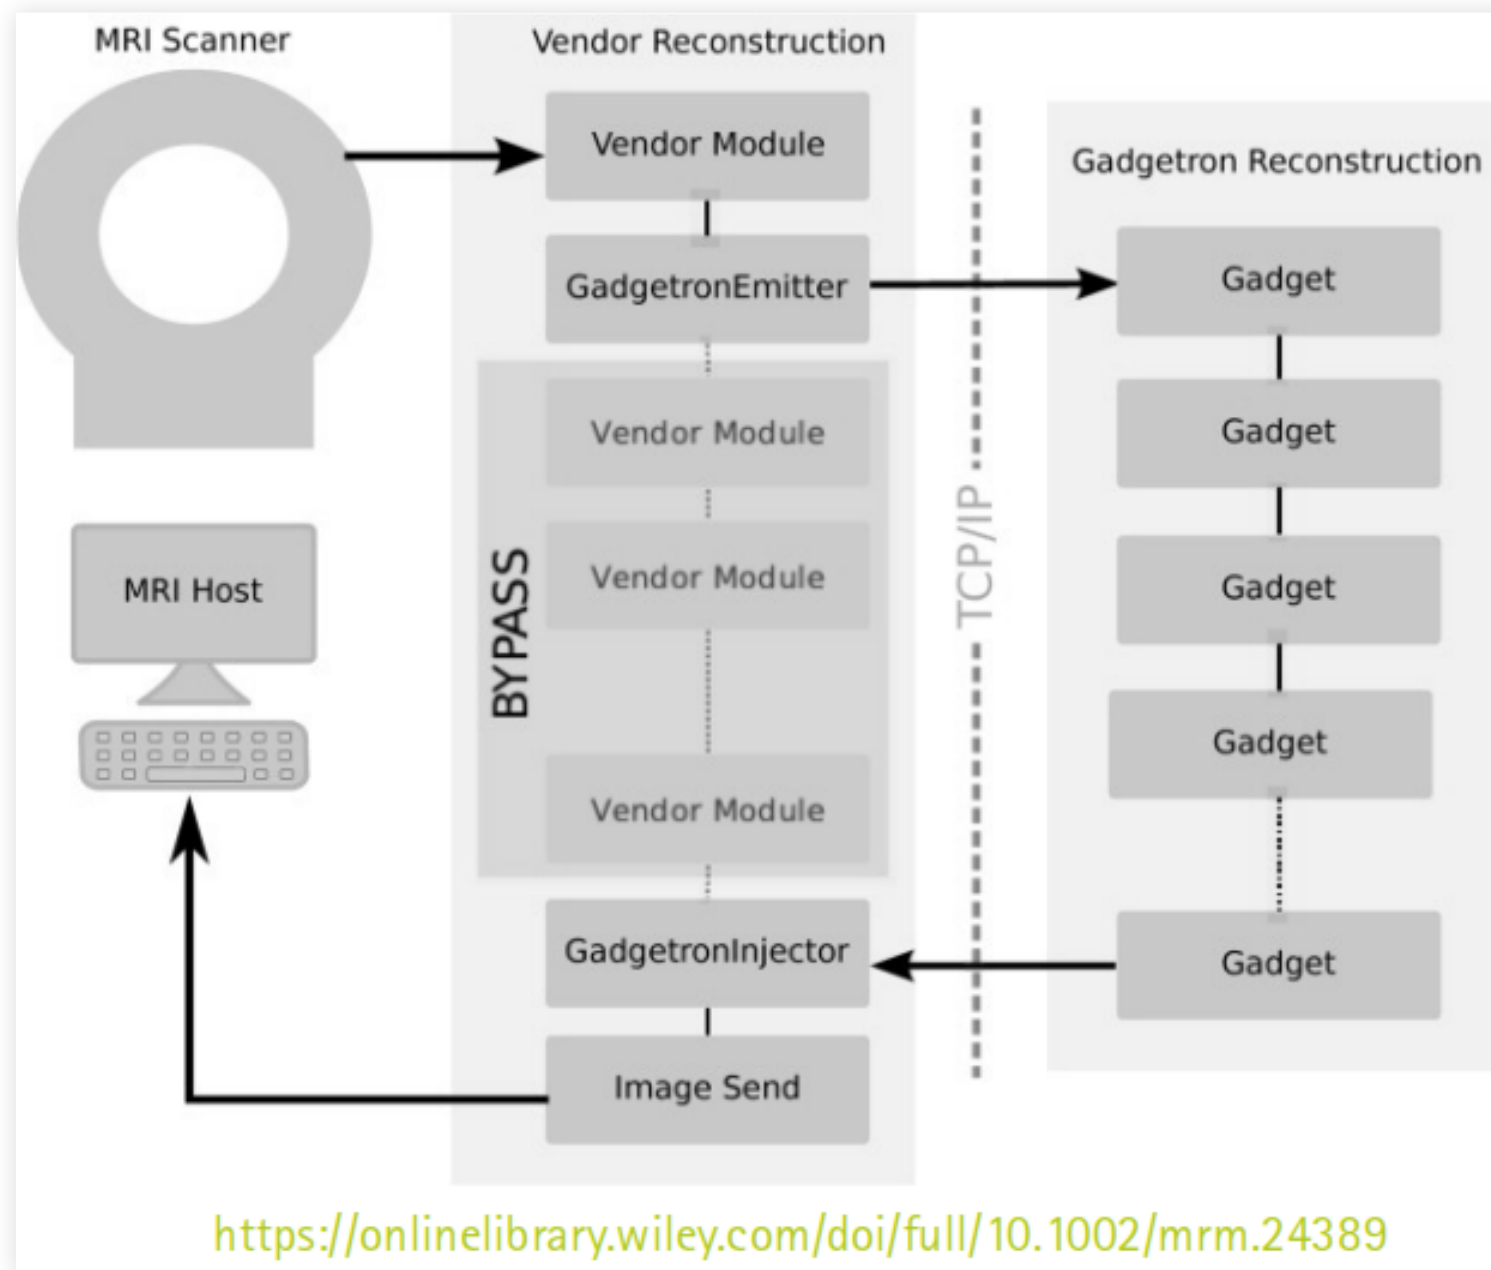 MRI Scanner
Vendor Reconstruction
Vendor Module
Gadgetron Reconstruction
GadgetronEmitter
Gadget
Vendor Module
Gadget
Vendor Module
Gadget
MRI Host
BYPASS
TCP/IP
Gadget
Vendor Module
GadgetronInjector
Gadget
Image Send
https://onlinelibrary.wiley.com/doi/full/10.1002/mrm.24389